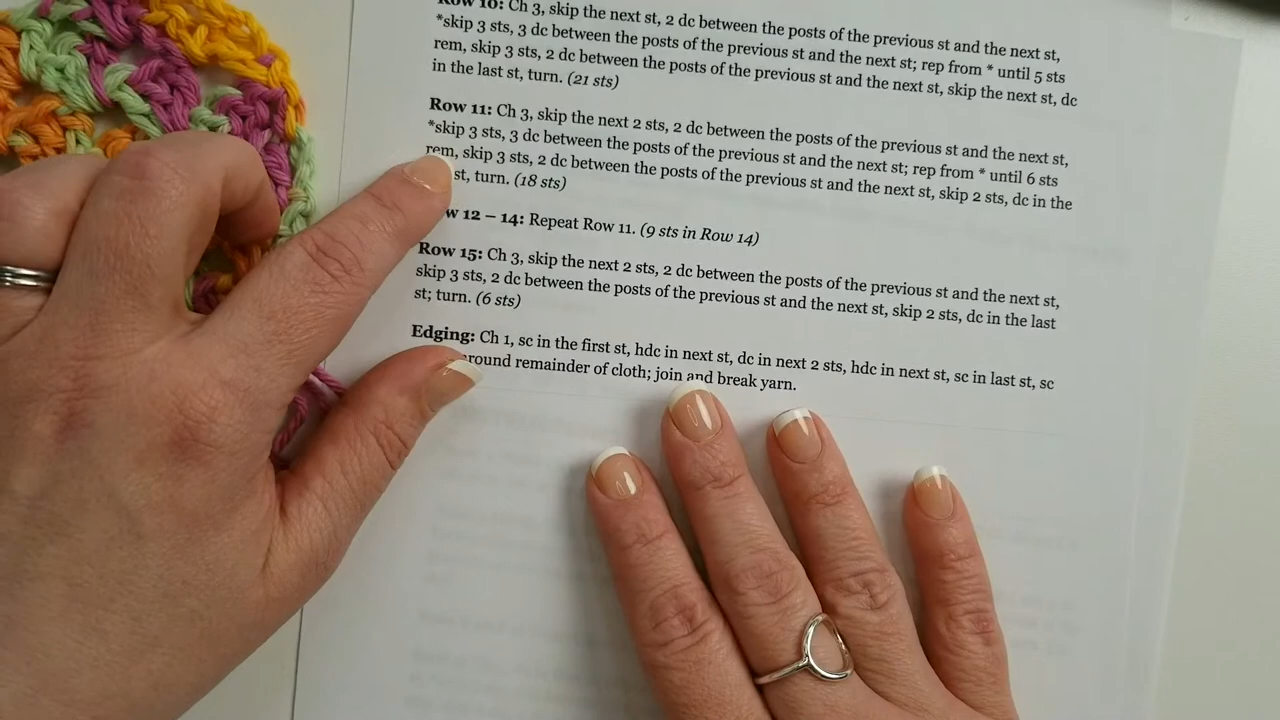 Row 10: Ch 3, skip the next st, 2 dc between the posts of the previous st and the next st,
*skip 3 sts, 3 dc between the posts of the previous st and the next st; rep from * until 5 sts
rem, skip 3 sts, 2 dc between the posts of the previous st and the next st, skip the next st, dc
in the last st, turn. (21 sts)
Row 11: Ch 3, skip the next 2 sts, 2 dc between the posts of the previous st and the next st,
*skip 3 sts, 3 dc between the posts of the previous st and the next st; rep from * until 6 sts
rem, skip 3 sts, 2 dc between the posts of the previous st and the next st, skip 2 sts, dc in the
st, turn. (18 sts)
w 12 – 14: Repeat Row 11. (9 sts in Row 14)
Row 15: Ch 3, skip the next 2 sts, 2 dc between the posts of the previous st and the next st,
skip 3 sts, 2 dc between the posts of the previous st and the next st, skip 2 sts, dc in the last
st; turn. (6 sts)
Edging: Ch 1, sc in the first st, hdc in next st, dc in next 2 sts, hdc in next st, sc in last st, sc
around remainder of cloth; join and break yarn.